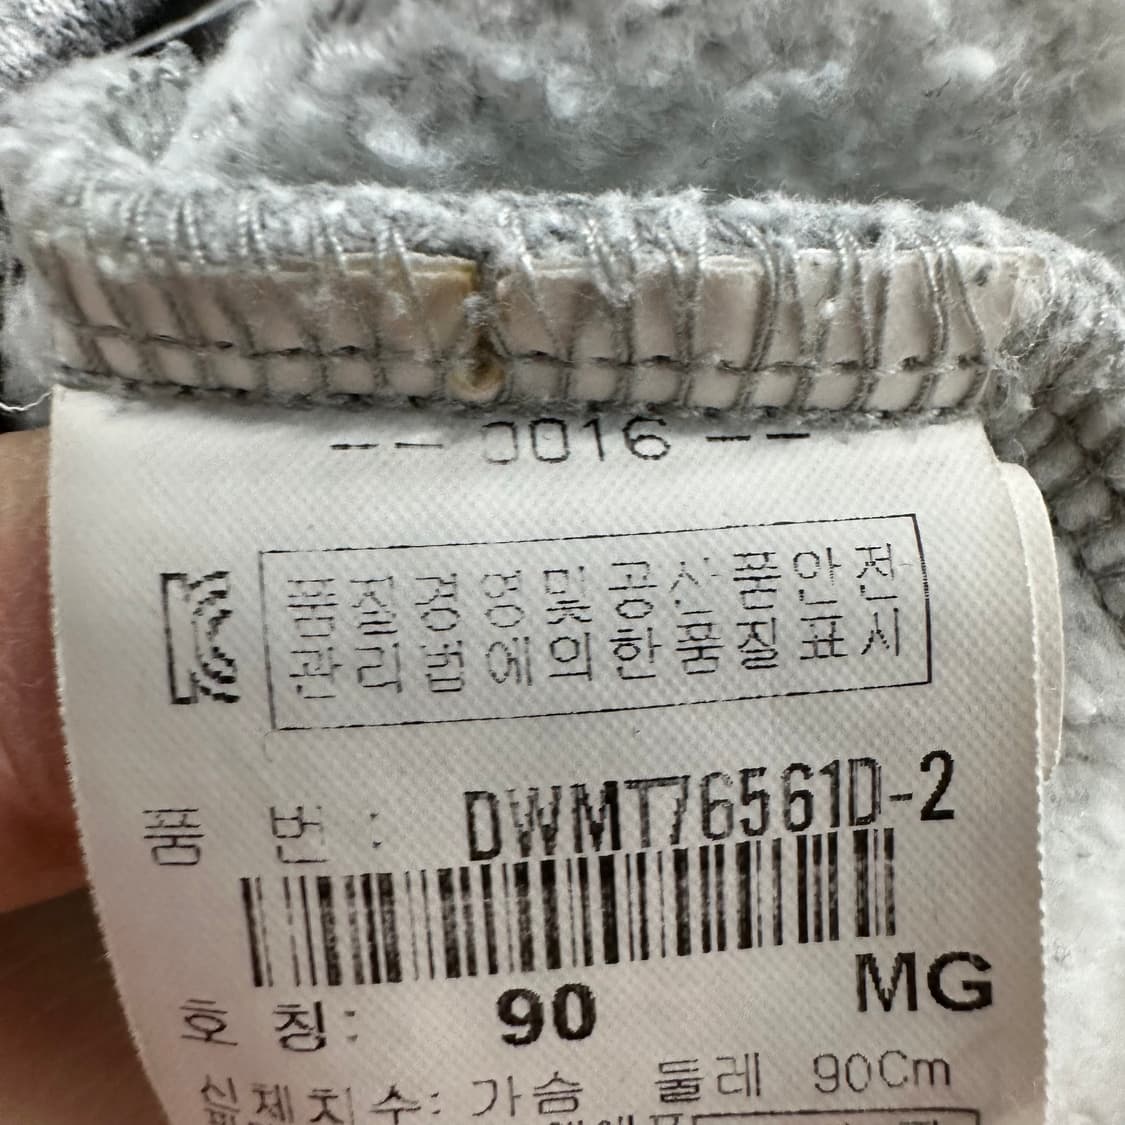 -- 0016 --
품질경영및공산품안전
관리법에의한품질표시
품 번 : DWMT76561D-2
MG
호 칭: 90
신체치수: 가슴 둘레 90Cm